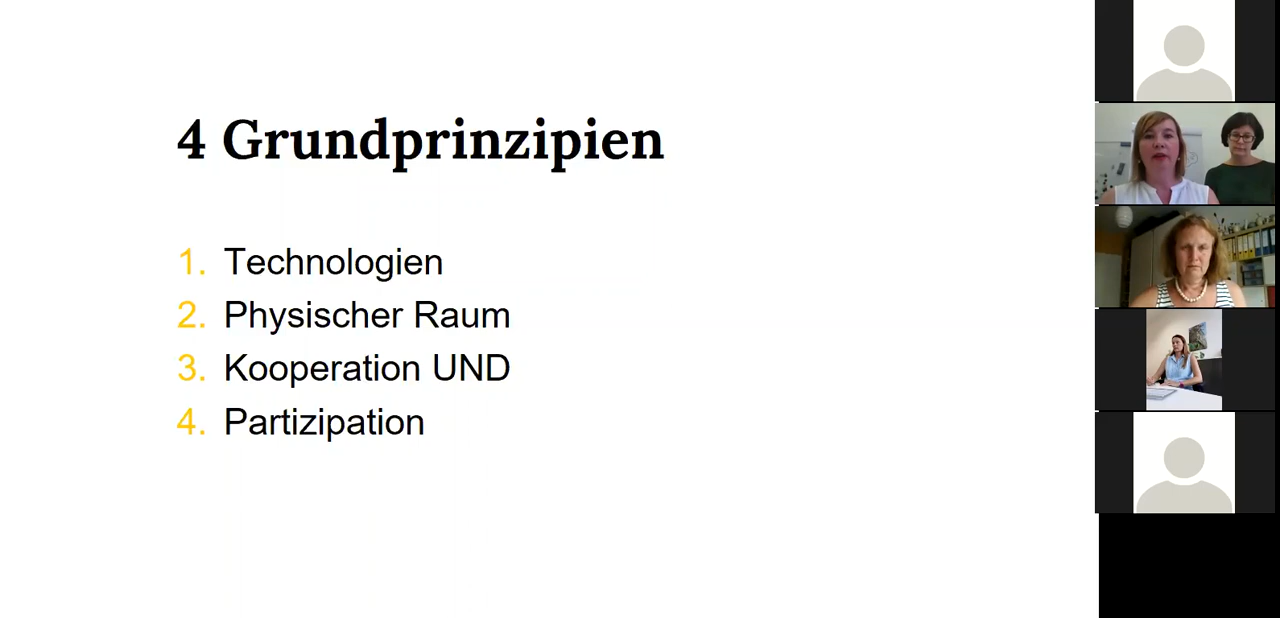 4 Grundprinzipien
1. Technologien
2. Physischer Raum
3. Kooperation UND
4. Partizipation